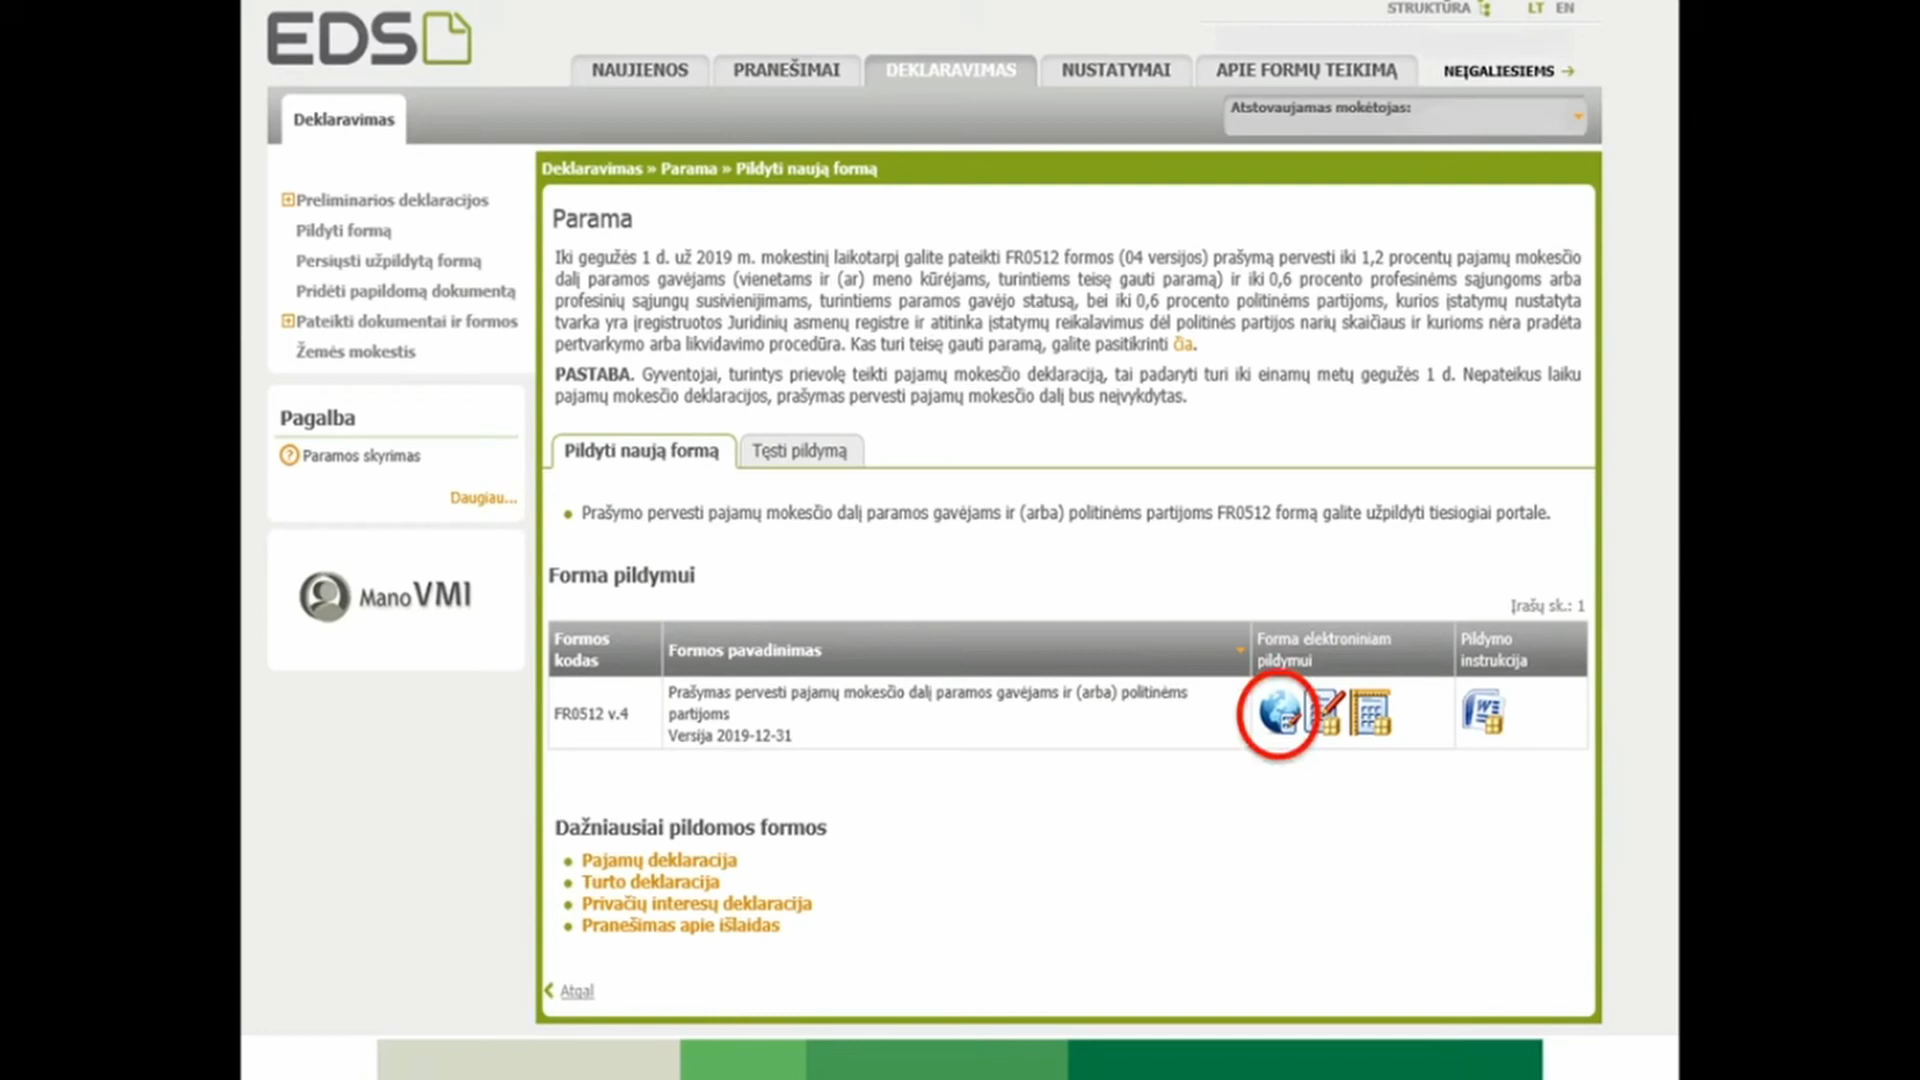 STRUKTŪRA LT EN
EDS
NAUJIENOS PRANEŠIMAI DEKLARAVIMAS NUSTATYMAI APIE FORMŲ TEIKIMĄ NEĮGALIESIEMS
Deklaravimas
Atstovaujamas mokėtojas:
Deklaravimas » Parama » Pildyti naują formą
Preliminarios deklaracijos
Pildyti formą
Persiųsti užpildytą formą
Pridėti papildomą dokumentą
Pateikti dokumentai ir formos
Žemės mokestis
Pagalba
Paramos skyrimas
Daugiau...
Mano VMI
Parama
Iki gegužės 1 d. už 2019 m. mokestinį laikotarpį galite pateikti FR0512 formos (04 versijos) prašymą pervesti iki 1,2 procentų pajamų mokesčio
dalį paramos gavėjams (vienetams ir (ar) meno kūrėjams, turintiems teisę gauti paramą) ir iki 0,6 procento profesinėms sąjungoms arba
profesinių sąjungų susivienijimams, turintiems paramos gavėjo statusą, bei iki 0,6 procento politinėms partijoms, kurios įstatymų nustatyta
tvarka yra įregistruotos Juridinių asmenų registre ir atitinka įstatymų reikalavimus dėl politinės partijos narių skaičiaus ir kurioms nėra pradėta
pertvarkymo arba likvidavimo procedūra. Kas turi teisę gauti paramą, galite pasitikrinti čia.
PASTABA. Gyventojai, turintys prievolę teikti pajamų mokesčio deklaraciją, tai padaryti turi iki einamų metų gegužės 1 d. Nepateikus laiku
pajamų mokesčio deklaracijos, prašymas pervesti pajamų mokesčio dalį bus neįvykdytas.
Pildyti naują formą Tęsti pildymą
Prašymo pervesti pajamų mokesčio dalį paramos gavėjams ir (arba) politinėms partijoms FR0512 formą galite užpildyti tiesiogiai portale.
Forma pildymui
Įrašų sk.: 1
Formos kodas
Formos pavadinimas
Forma elektroniniam pildymui
Pildymo instrukcija
FR0512 v.4
Prašymas pervesti pajamų mokesčio dalį paramos gavėjams ir (arba) politinėms
partijoms
Versija 2019-12-31
Dažniausiai pildomos formos
Pajamų deklaracija
Turto deklaracija
Privačių interesų deklaracija
Pranešimas apie išlaidas
Atgal